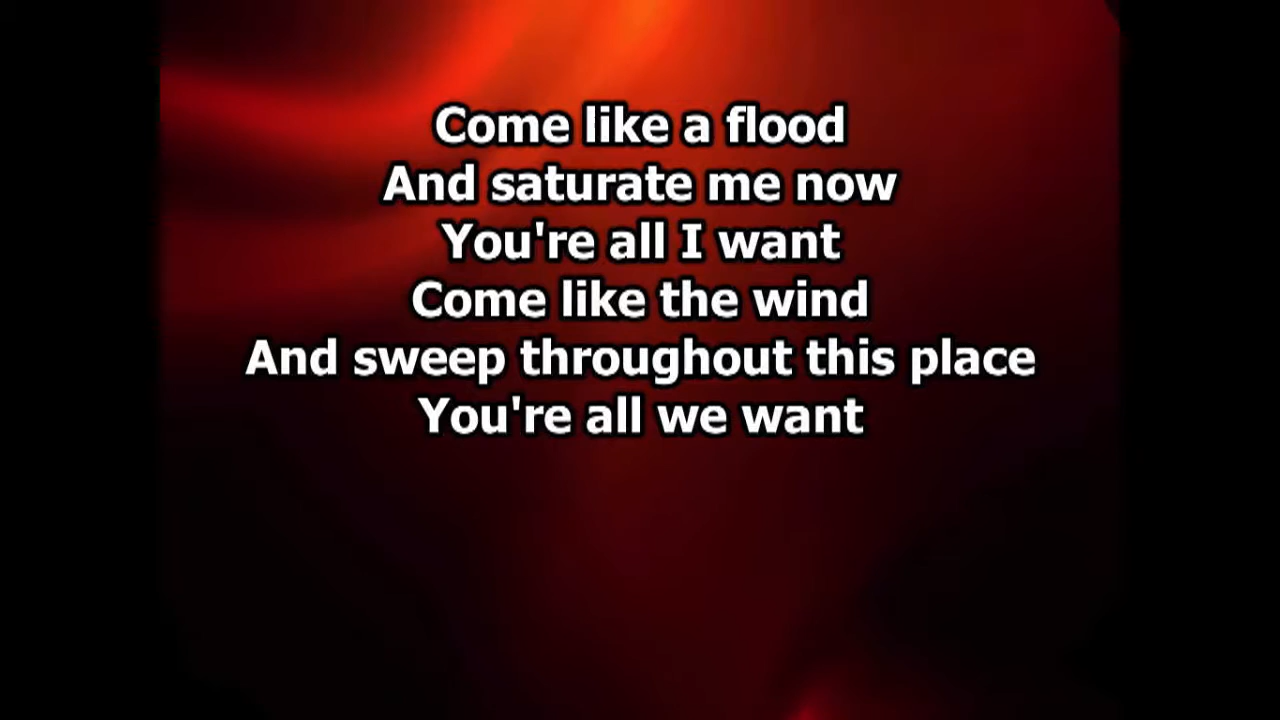 Come like a flood
And saturate me now
You're all I want
Come like the wind
And sweep throughout this place
You're all we want